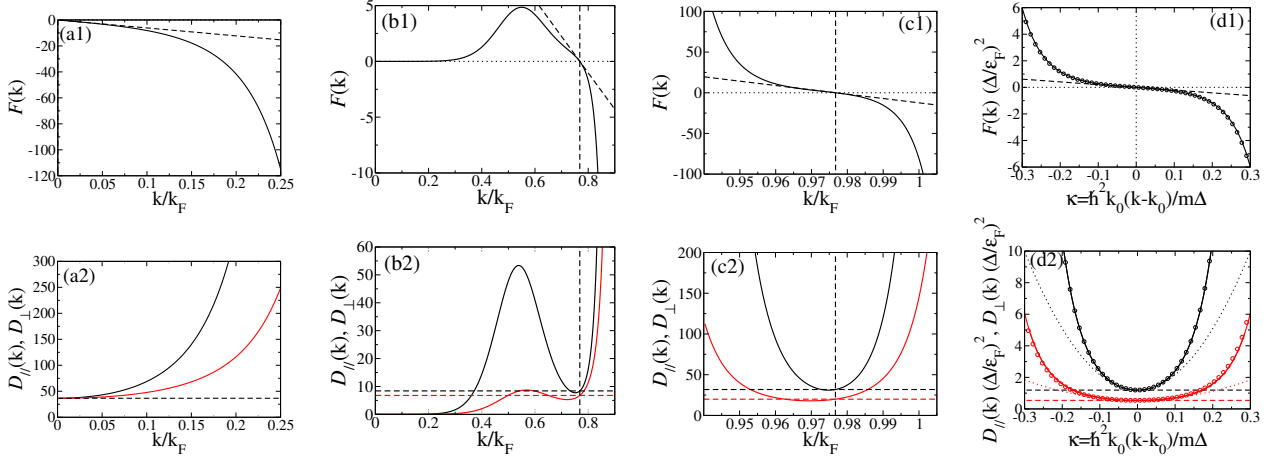 (a1)
F(k)
0
-20
-40
-60
-80
-100
-120
0 0.05 0.1 0.15 0.2 0.25
k/k_F
(b1)
F(k)
5
0
-5
-10
0 0.2 0.4 0.6 0.8
k/k_F
(c1)
F(k)
100
50
0
-50
-100
0.95 0.96 0.97 0.98 0.99 1
k/k_F
(d1)
F(k) (Δ/ε_F)^2
6
4
2
0
-2
-4
-6
-0.3 -0.2 -0.1 0 0.1 0.2 0.3
κ=ħ^2k_0(k-k_0)/mΔ
(a2)
D_//(k), D_⊥(k)
300
250
200
150
100
50
0
0 0.05 0.1 0.15 0.2 0.25
k/k_F
(b2)
D_//(k), D_⊥(k)
60
50
40
30
20
10
0
0 0.2 0.4 0.6 0.8
k/k_F
(c2)
D_//(k), D_⊥(k)
200
150
100
50
0
0.95 0.96 0.97 0.98 0.99 1
k/k_F
(d2)
D_//(k) (Δ/ε_F)^2, D_⊥(k) (Δ/ε_F)^2
10
8
6
4
2
0
-0.3 -0.2 -0.1 0 0.1 0.2 0.3
κ=ħ^2k_0(k-k_0)/mΔ